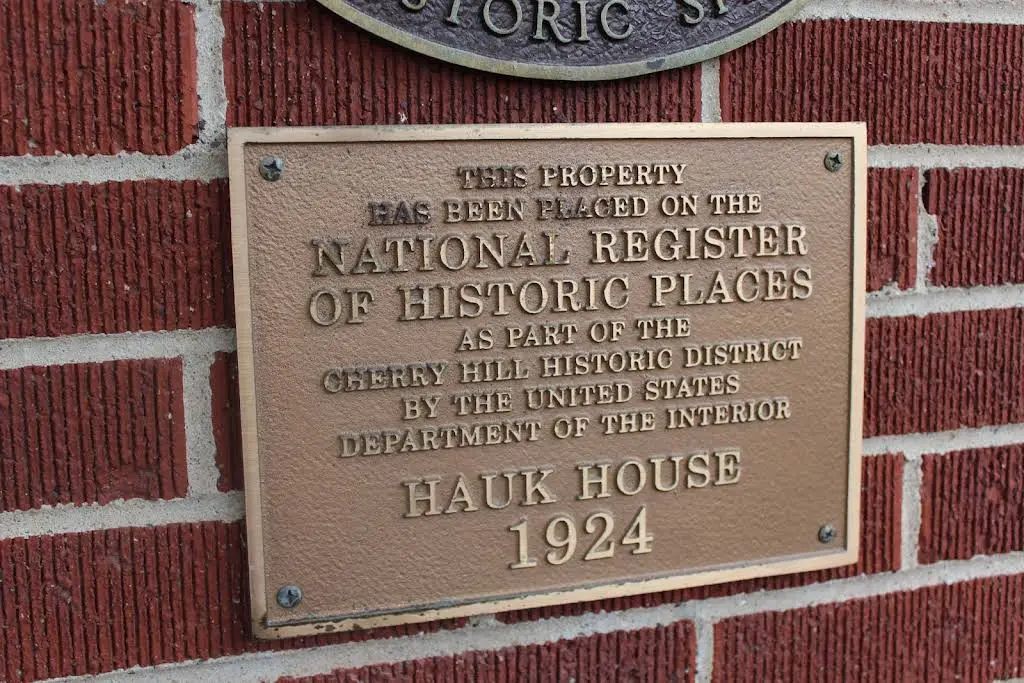 HISTORIC
THIS PROPERTY
HAS BEEN PLACED ON THE
NATIONAL REGISTER
OF HISTORIC PLACES
AS PART OF THE
CHERRY HILL HISTORIC DISTRICT
BY THE UNITED STATES
DEPARTMENT OF THE INTERIOR
HAUK HOUSE
1924